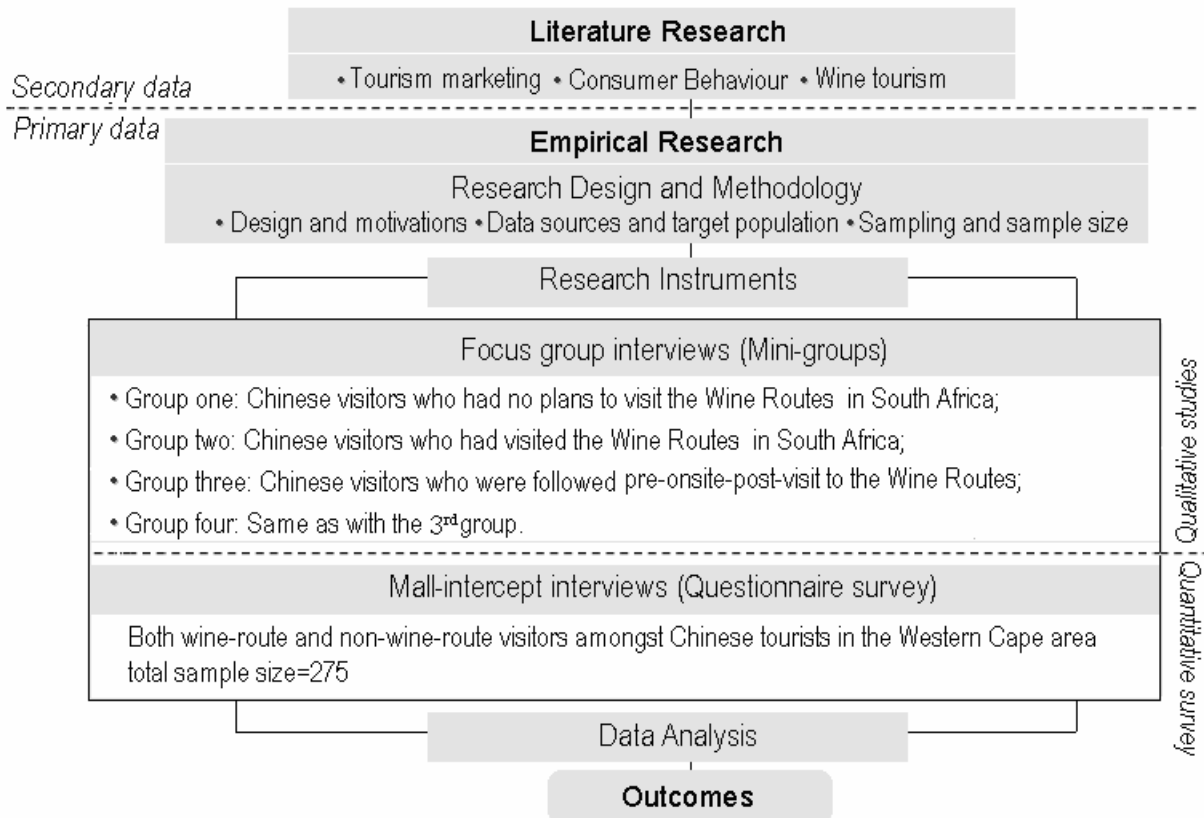 Literature Research
• Tourism marketing • Consumer Behaviour • Wine tourism
Secondary data
Primary data
Empirical Research
Research Design and Methodology
• Design and motivations • Data sources and target population • Sampling and sample size
Research Instruments
Focus group interviews (Mini-groups)
• Group one: Chinese visitors who had no plans to visit the Wine Routes in South Africa;
• Group two: Chinese visitors who had visited the Wine Routes in South Africa;
• Group three: Chinese visitors who were followed pre-onsite-post-visit to the Wine Routes;
• Group four: Same as with the 3rd group.
Qualitative studies
Mall-intercept interviews (Questionnaire survey)
Both wine-route and non-wine-route visitors amongst Chinese tourists in the Western Cape area
total sample size=275
Quantitative survey
Data Analysis
Outcomes